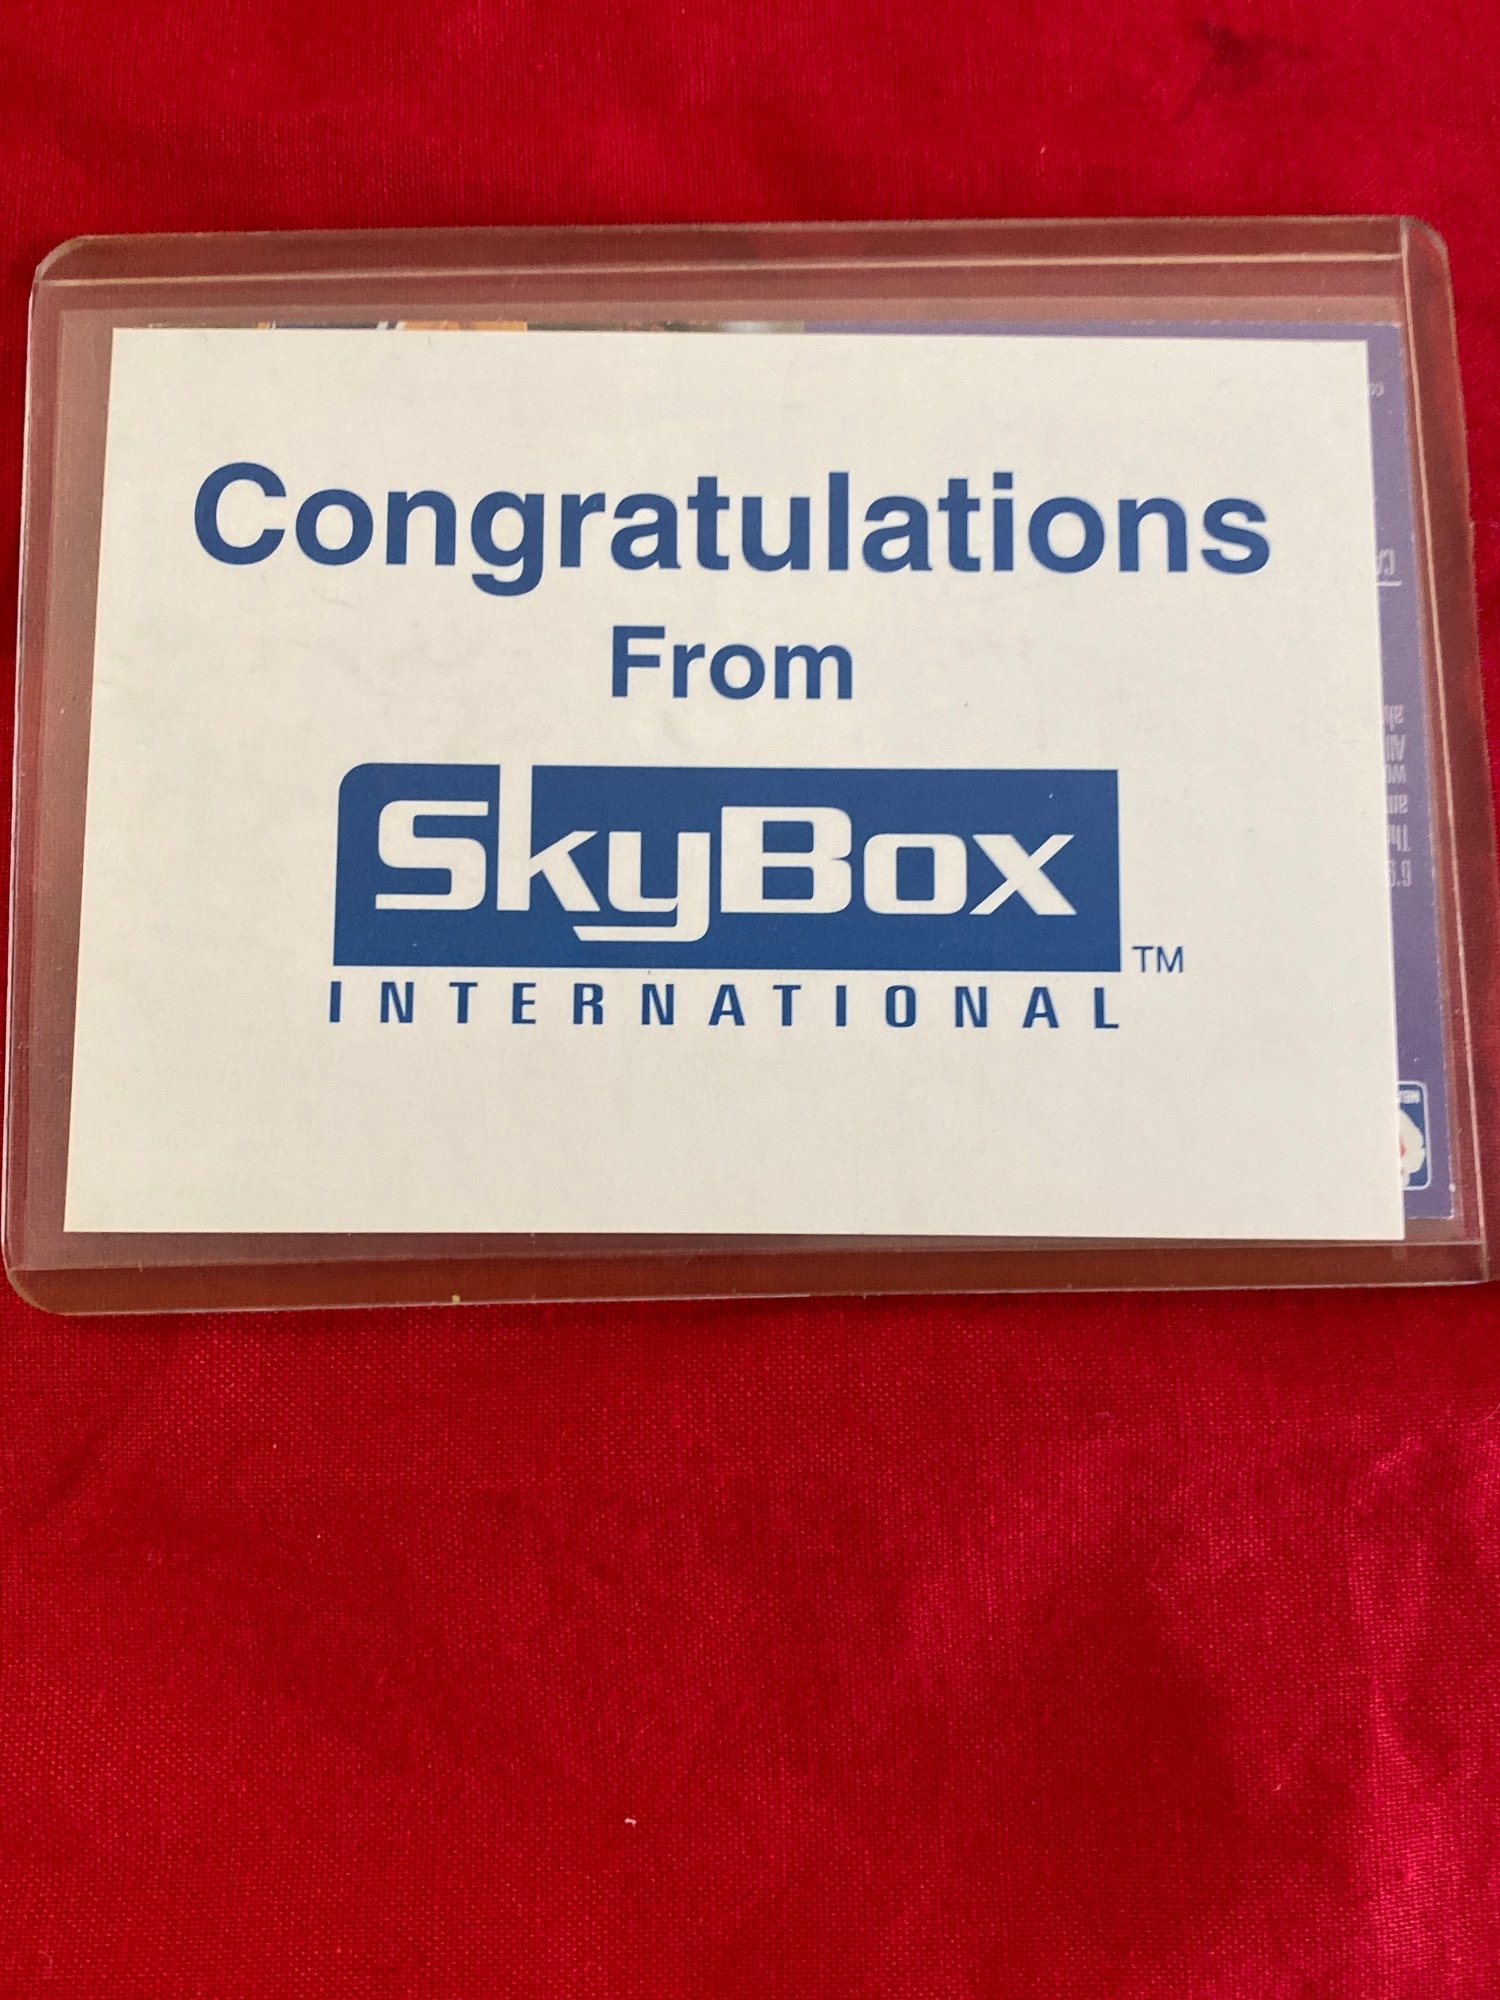 Congratulations
From
SkyBox
TM
INTERNATIONAL